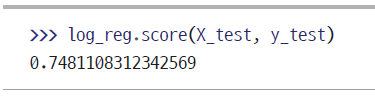 >>> log_reg.score(X_test, y_test)
0.7481108312342569